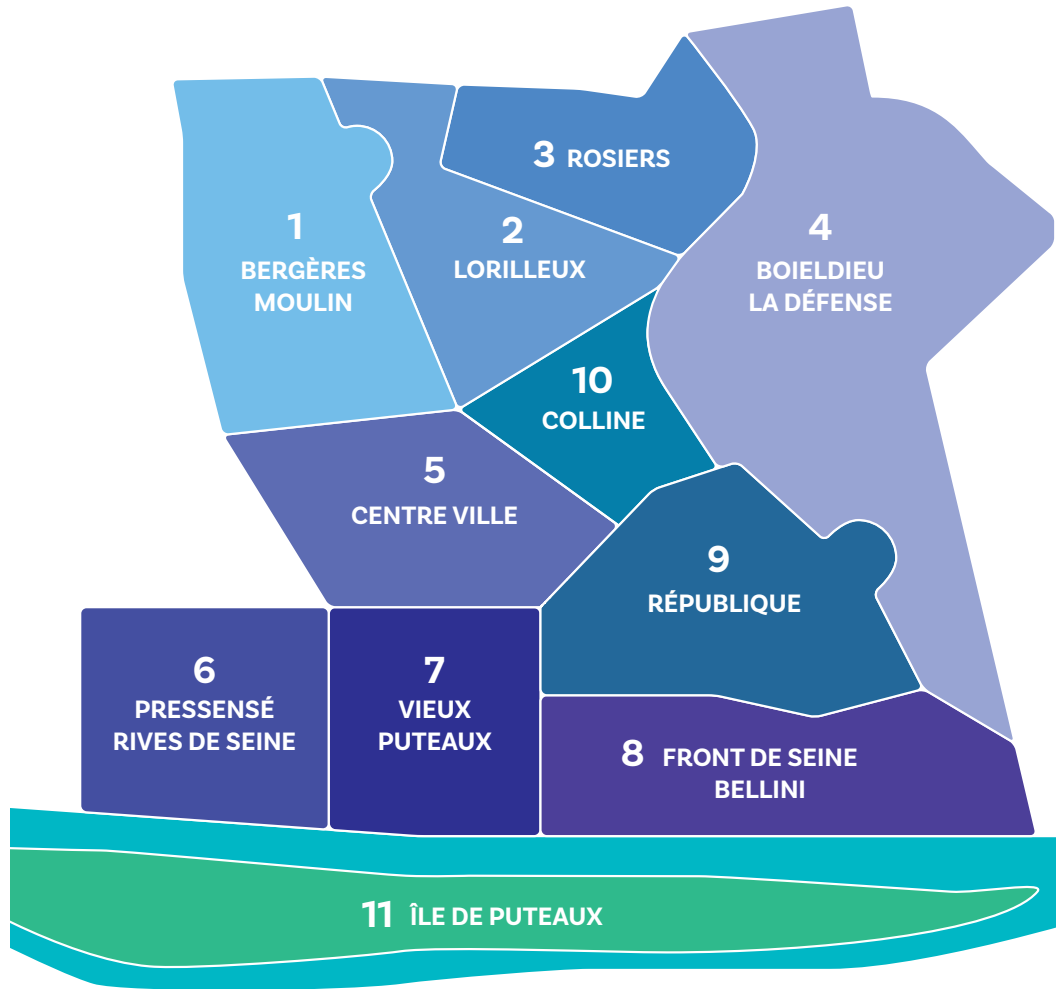 3 ROSIERS
1
BERGÈRES
MOULIN
2
LORILLEUX
4
BOIELDIEU
LA DÉFENSE
10
COLLINE
5
CENTRE VILLE
9
RÉPUBLIQUE
6
PRESSENSÉ
RIVES DE SEINE
7
VIEUX
PUTEAUX
8 FRONT DE SEINE
BELLINI
11 ÎLE DE PUTEAUX